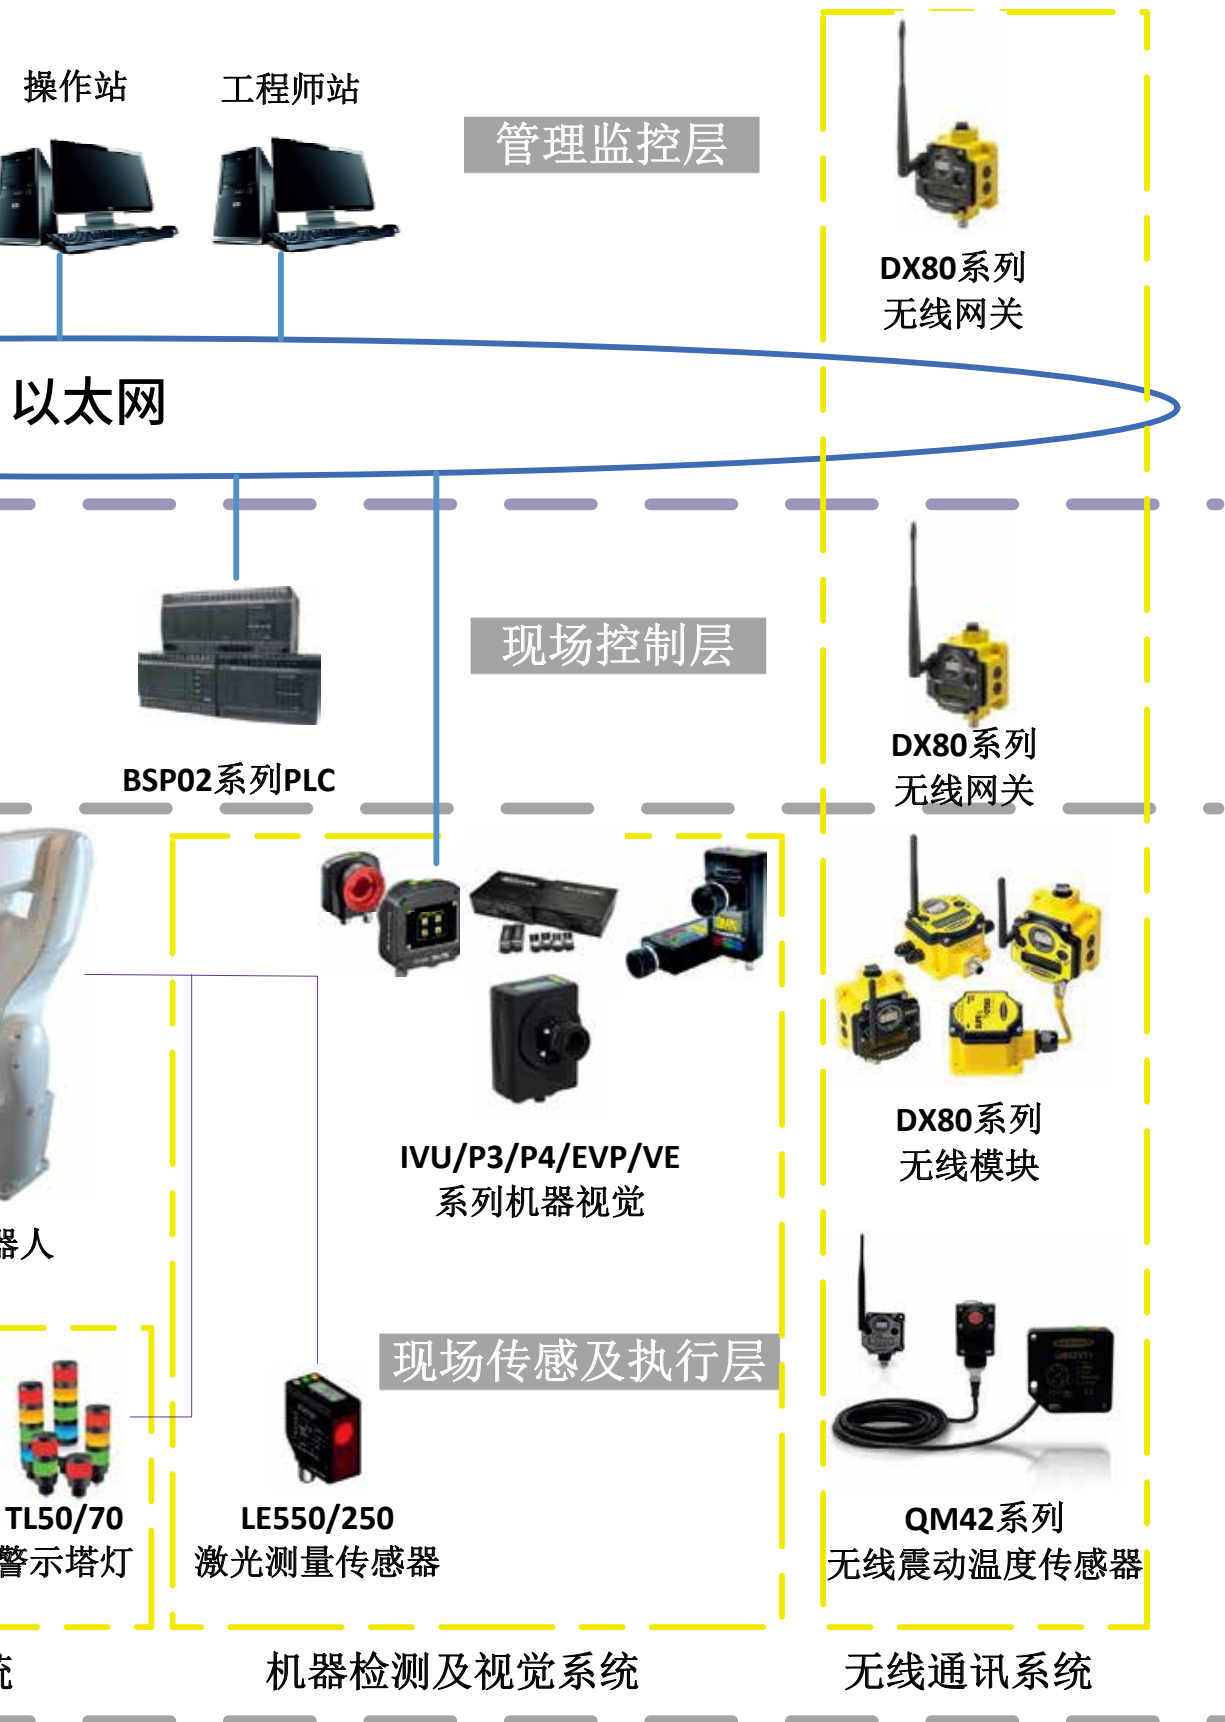 操作站
工程师站
管理监控层
DX80系列
无线网关
以太网
现场控制层
BSP02系列PLC
DX80系列
无线网关
IVU/P3/P4/EVP/VE
系列机器视觉
DX80系列
无线模块
器人
现场传感及执行层
TL50/70
警示塔灯
LE550/250
激光测量传感器
QM42系列
无线震动温度传感器
统
机器检测及视觉系统
无线通讯系统